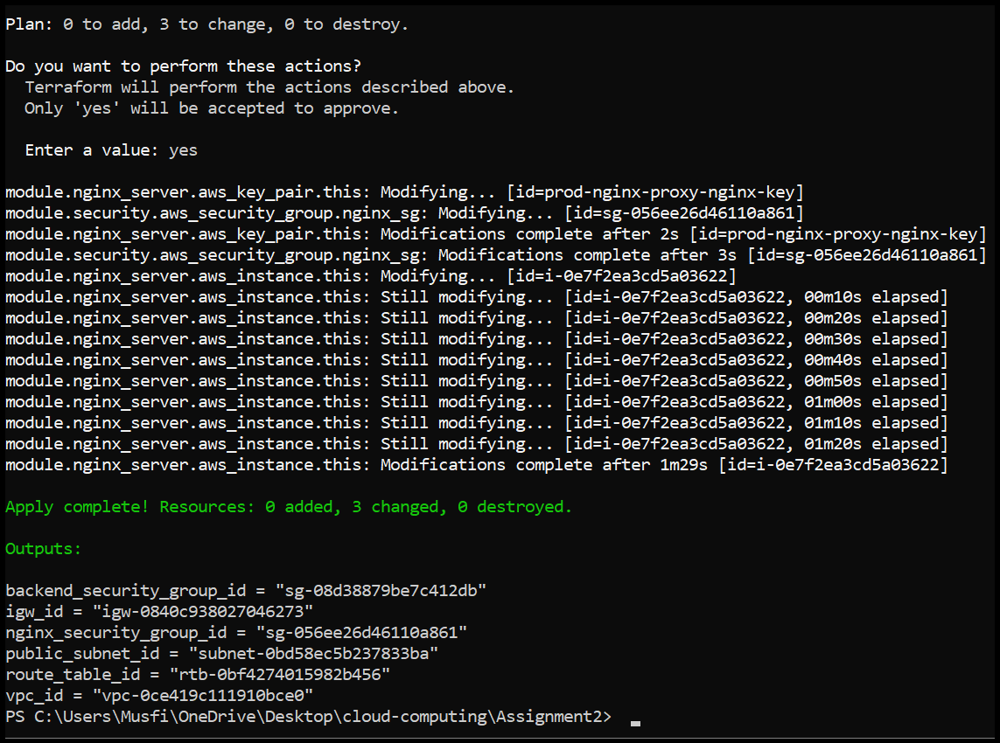 Plan: 0 to add, 3 to change, 0 to destroy.
Do you want to perform these actions?
Terraform will perform the actions described above.
Only 'yes' will be accepted to approve.
Enter a value: yes
module.nginx_server.aws_key_pair.this: Modifying... [id=prod-nginx-proxy-nginx-key]
module.security.aws_security_group.nginx_sg: Modifying... [id=sg-056ee26d46110a861]
module.nginx_server.aws_key_pair.this: Modifications complete after 2s [id=prod-nginx-proxy-nginx-key]
module.security.aws_security_group.nginx_sg: Modifications complete after 3s [id=sg-056ee26d46110a861]
module.nginx_server.aws_instance.this: Modifying... [id=i-0e7f2ea3cd5a03622]
module.nginx_server.aws_instance.this: Still modifying... [id=i-0e7f2ea3cd5a03622, 00m10s elapsed]
module.nginx_server.aws_instance.this: Still modifying... [id=i-0e7f2ea3cd5a03622, 00m20s elapsed]
module.nginx_server.aws_instance.this: Still modifying... [id=i-0e7f2ea3cd5a03622, 00m30s elapsed]
module.nginx_server.aws_instance.this: Still modifying... [id=i-0e7f2ea3cd5a03622, 00m40s elapsed]
module.nginx_server.aws_instance.this: Still modifying... [id=i-0e7f2ea3cd5a03622, 00m50s elapsed]
module.nginx_server.aws_instance.this: Still modifying... [id=i-0e7f2ea3cd5a03622, 01m00s elapsed]
module.nginx_server.aws_instance.this: Still modifying... [id=i-0e7f2ea3cd5a03622, 01m10s elapsed]
module.nginx_server.aws_instance.this: Still modifying... [id=i-0e7f2ea3cd5a03622, 01m20s elapsed]
module.nginx_server.aws_instance.this: Modifications complete after 1m29s [id=i-0e7f2ea3cd5a03622]
Apply complete! Resources: 0 added, 3 changed, 0 destroyed.
Outputs:
backend_security_group_id = "sg-08d38879be7c412db"
igw_id = "igw-0840c938027046273"
nginx_security_group_id = "sg-056ee26d46110a861"
public_subnet_id = "subnet-0bd58ec5b237833ba"
route_table_id = "rtb-0bf4274015982b456"
vpc_id = "vpc-0ce419c111910bce0"
PS C:\Users\Musfi\OneDrive\Desktop\cloud-computing\Assignment2>